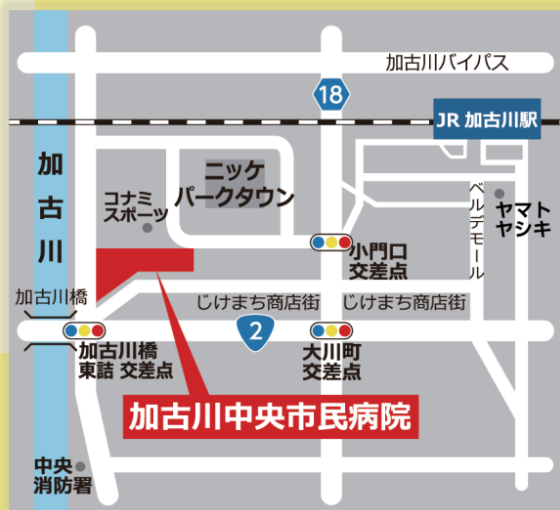 加古川バイパス
18
JR 加古川駅
加古川
ニッケ
パークタウン
コナミ
スポーツ
ベルデモール
ヤマト
ヤシキ
小門口
交差点
加古川橋
じけまち商店街
じけまち商店街
2
加古川橋
東詰 交差点
大川町
交差点
加古川中央市民病院
中央
消防署